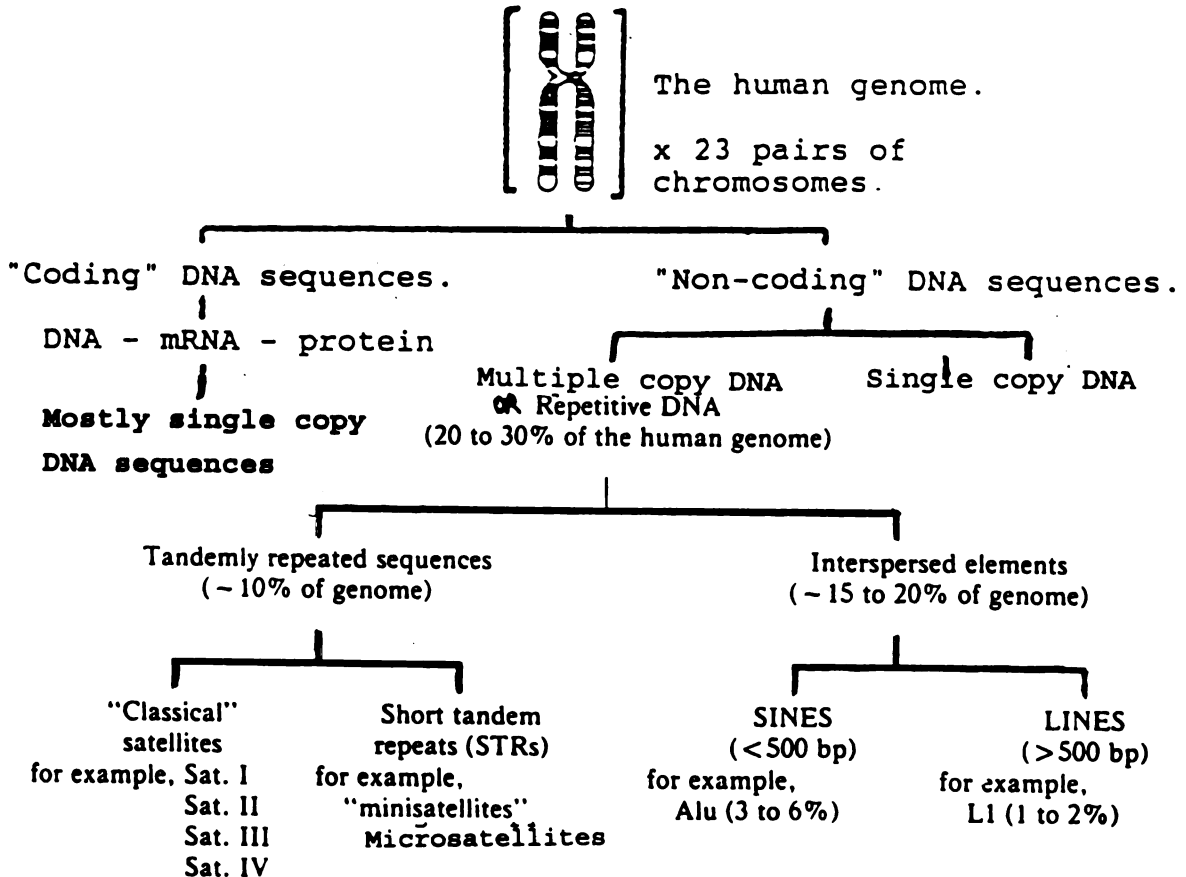 The human genome.
x 23 pairs of
chromosomes.
"Coding" DNA sequences.
"Non-coding" DNA sequences.
DNA - mRNA - protein
Mostly single copy
DNA sequences
Multiple copy DNA
OR Repetitive DNA
(20 to 30% of the human genome)
Single copy DNA
Tandemly repeated sequences
(~10% of genome)
Interspersed elements
(~15 to 20% of genome)
"Classical"
satellites
for example, Sat. I
Sat. II
Sat. III
Sat. IV
Short tandem
repeats (STRs)
for example,
"minisatellites"
Microsatellites
SINES
(<500 bp)
for example,
Alu (3 to 6%)
LINES
(>500 bp)
for example,
L1 (1 to 2%)